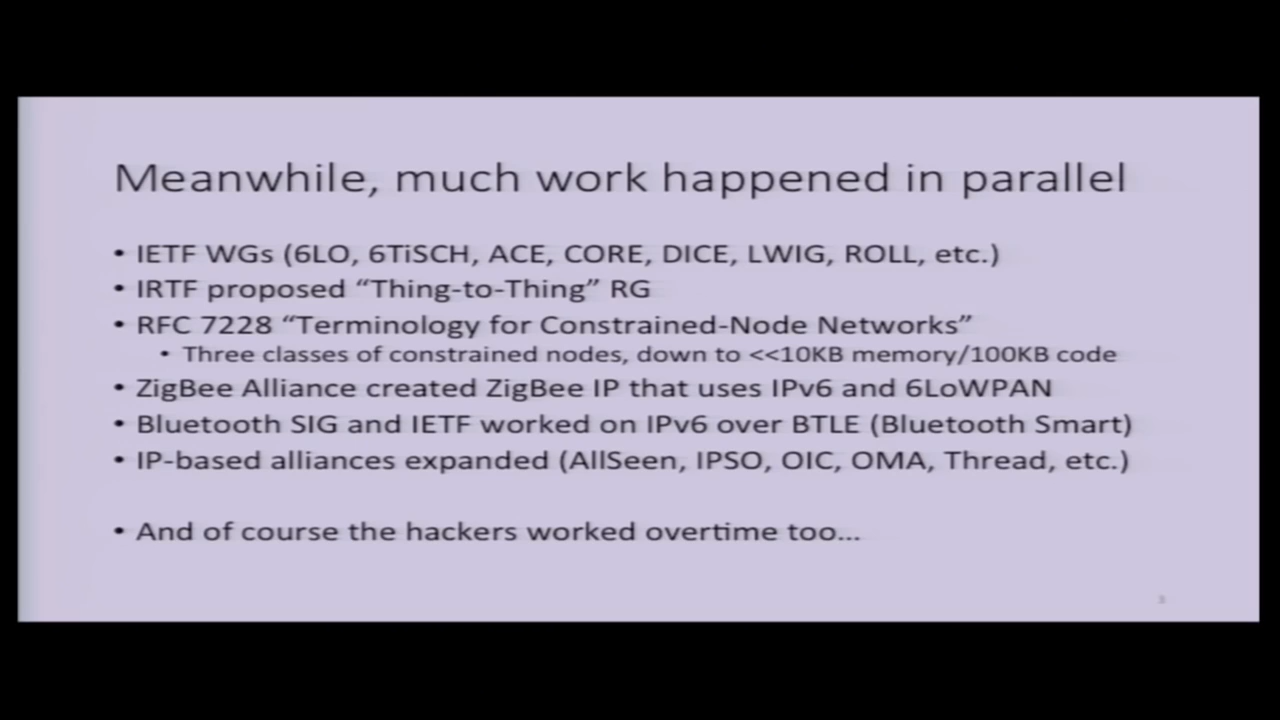 Meanwhile, much work happened in parallel
• IETF WGs (6LO, 6TiSCH, ACE, CORE, DICE, LWIG, ROLL, etc.)
• IRTF proposed “Thing-to-Thing” RG
• RFC 7228 “Terminology for Constrained-Node Networks”
• Three classes of constrained nodes, down to <<10KB memory/100KB code
• ZigBee Alliance created ZigBee IP that uses IPv6 and 6LoWPAN
• Bluetooth SIG and IETF worked on IPv6 over BTLE (Bluetooth Smart)
• IP-based alliances expanded (AllSeen, IPSO, OIC, OMA, Thread, etc.)
• And of course the hackers worked overtime too...
3